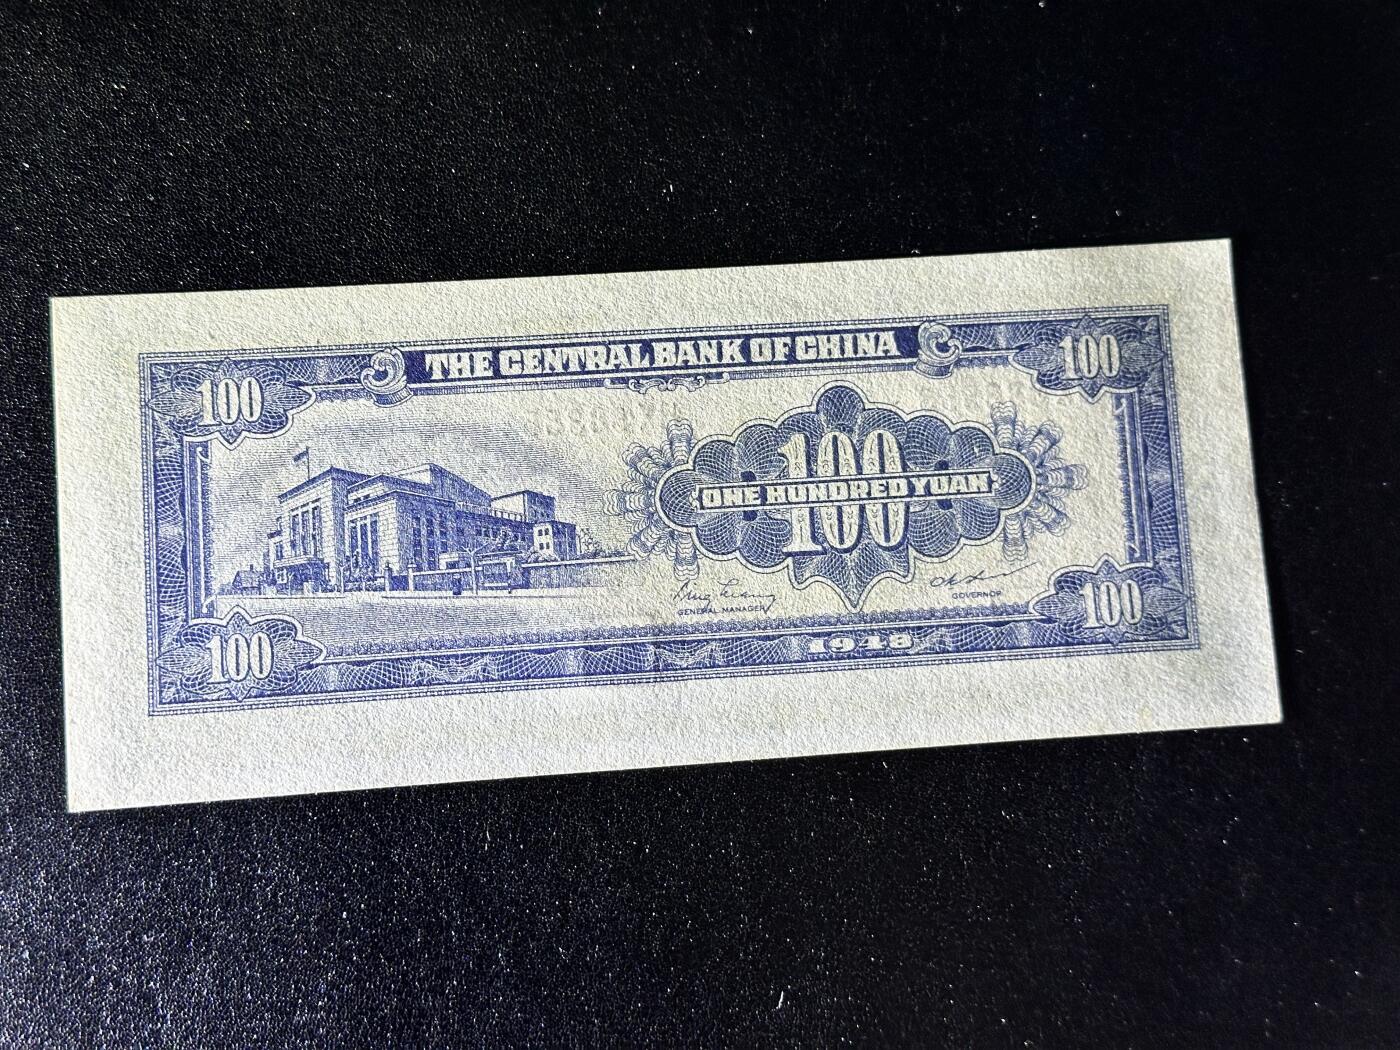 THE CENTRAL BANK OF CHINA
100
100
100
ONE HUNDRED YUAN
100
GENERAL MANAGER
GOVERNOR
100
100
1948